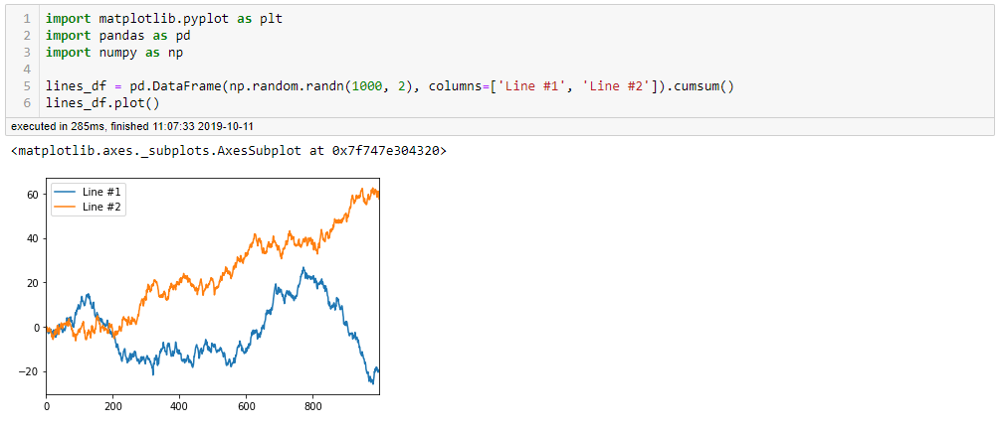 1 import matplotlib.pyplot as plt
2 import pandas as pd
3 import numpy as np
4
5 lines_df = pd.DataFrame(np.random.randn(1000, 2), columns=['Line #1', 'Line #2']).cumsum()
6 lines_df.plot()
executed in 285ms, finished 11:07:33 2019-10-11
<matplotlib.axes._subplots.AxesSubplot at 0x7f747e304320>
Line #1
Line #2
60
40
20
0
−20
0 200 400 600 800